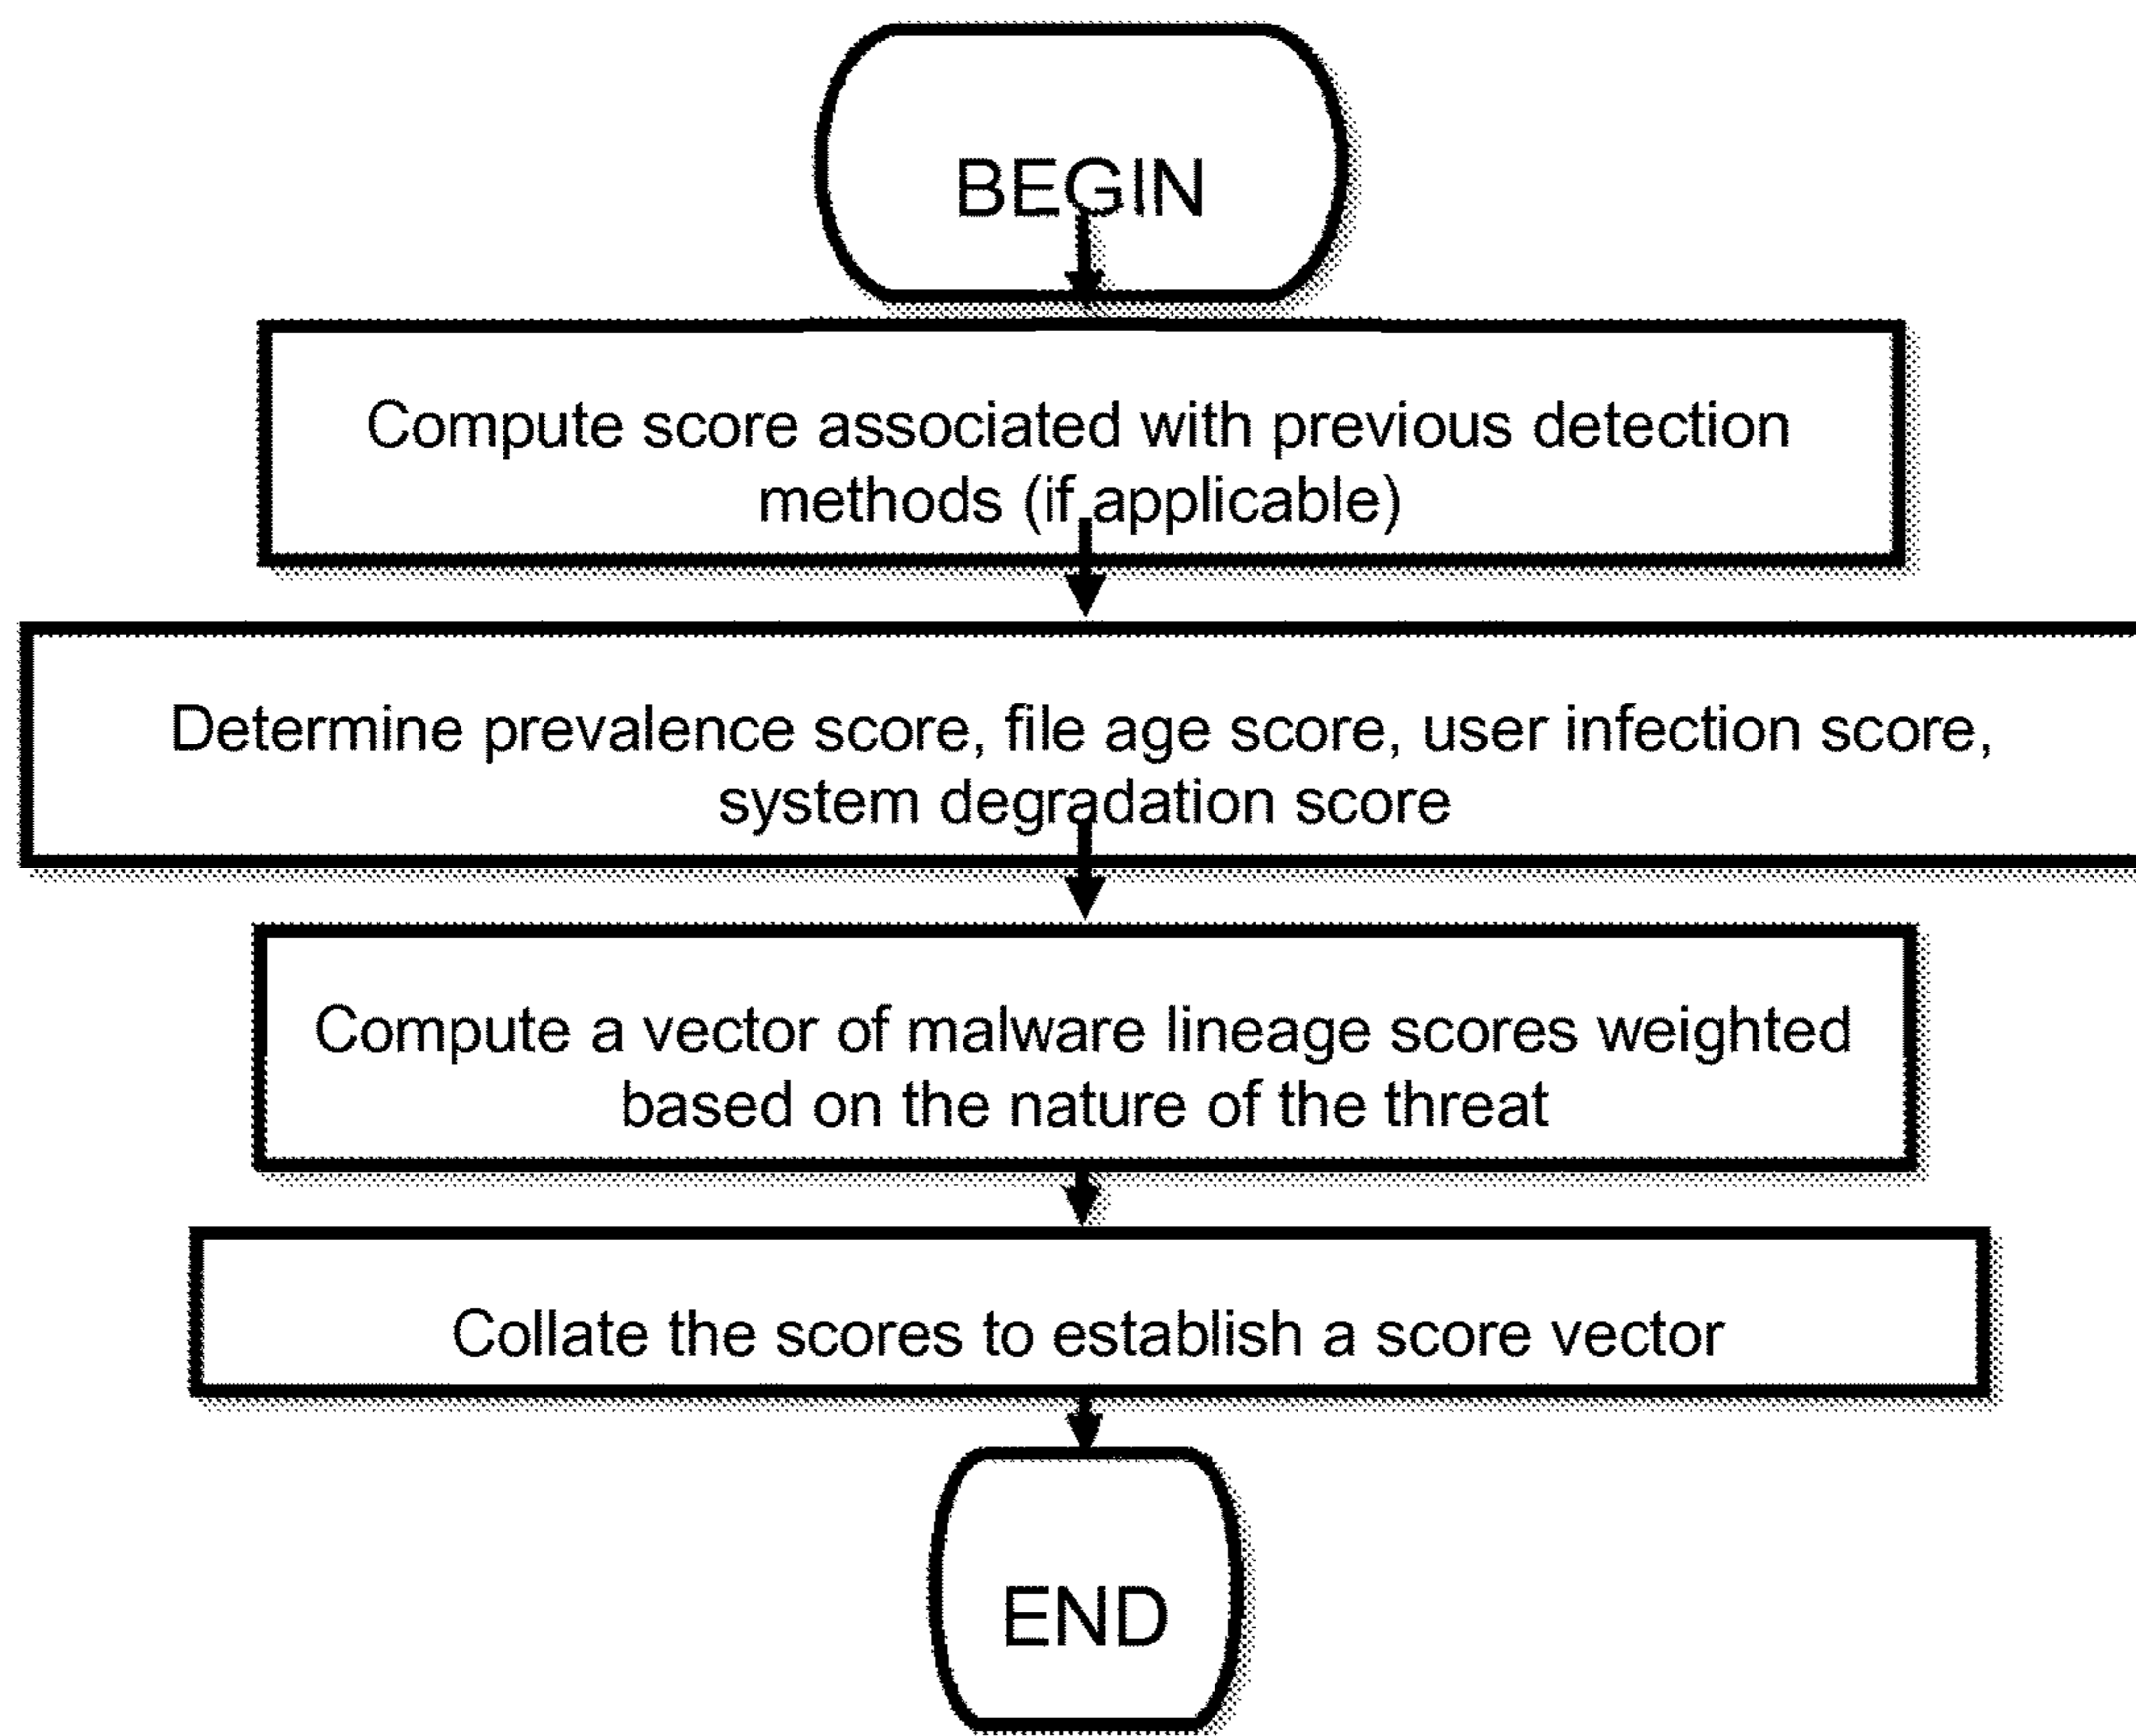 BEGIN
Compute score associated with previous detection
methods (if applicable)
Determine prevalence score, file age score, user infection score,
system degradation score
Compute a vector of malware lineage scores weighted
based on the nature of the threat
Collate the scores to establish a score vector
END